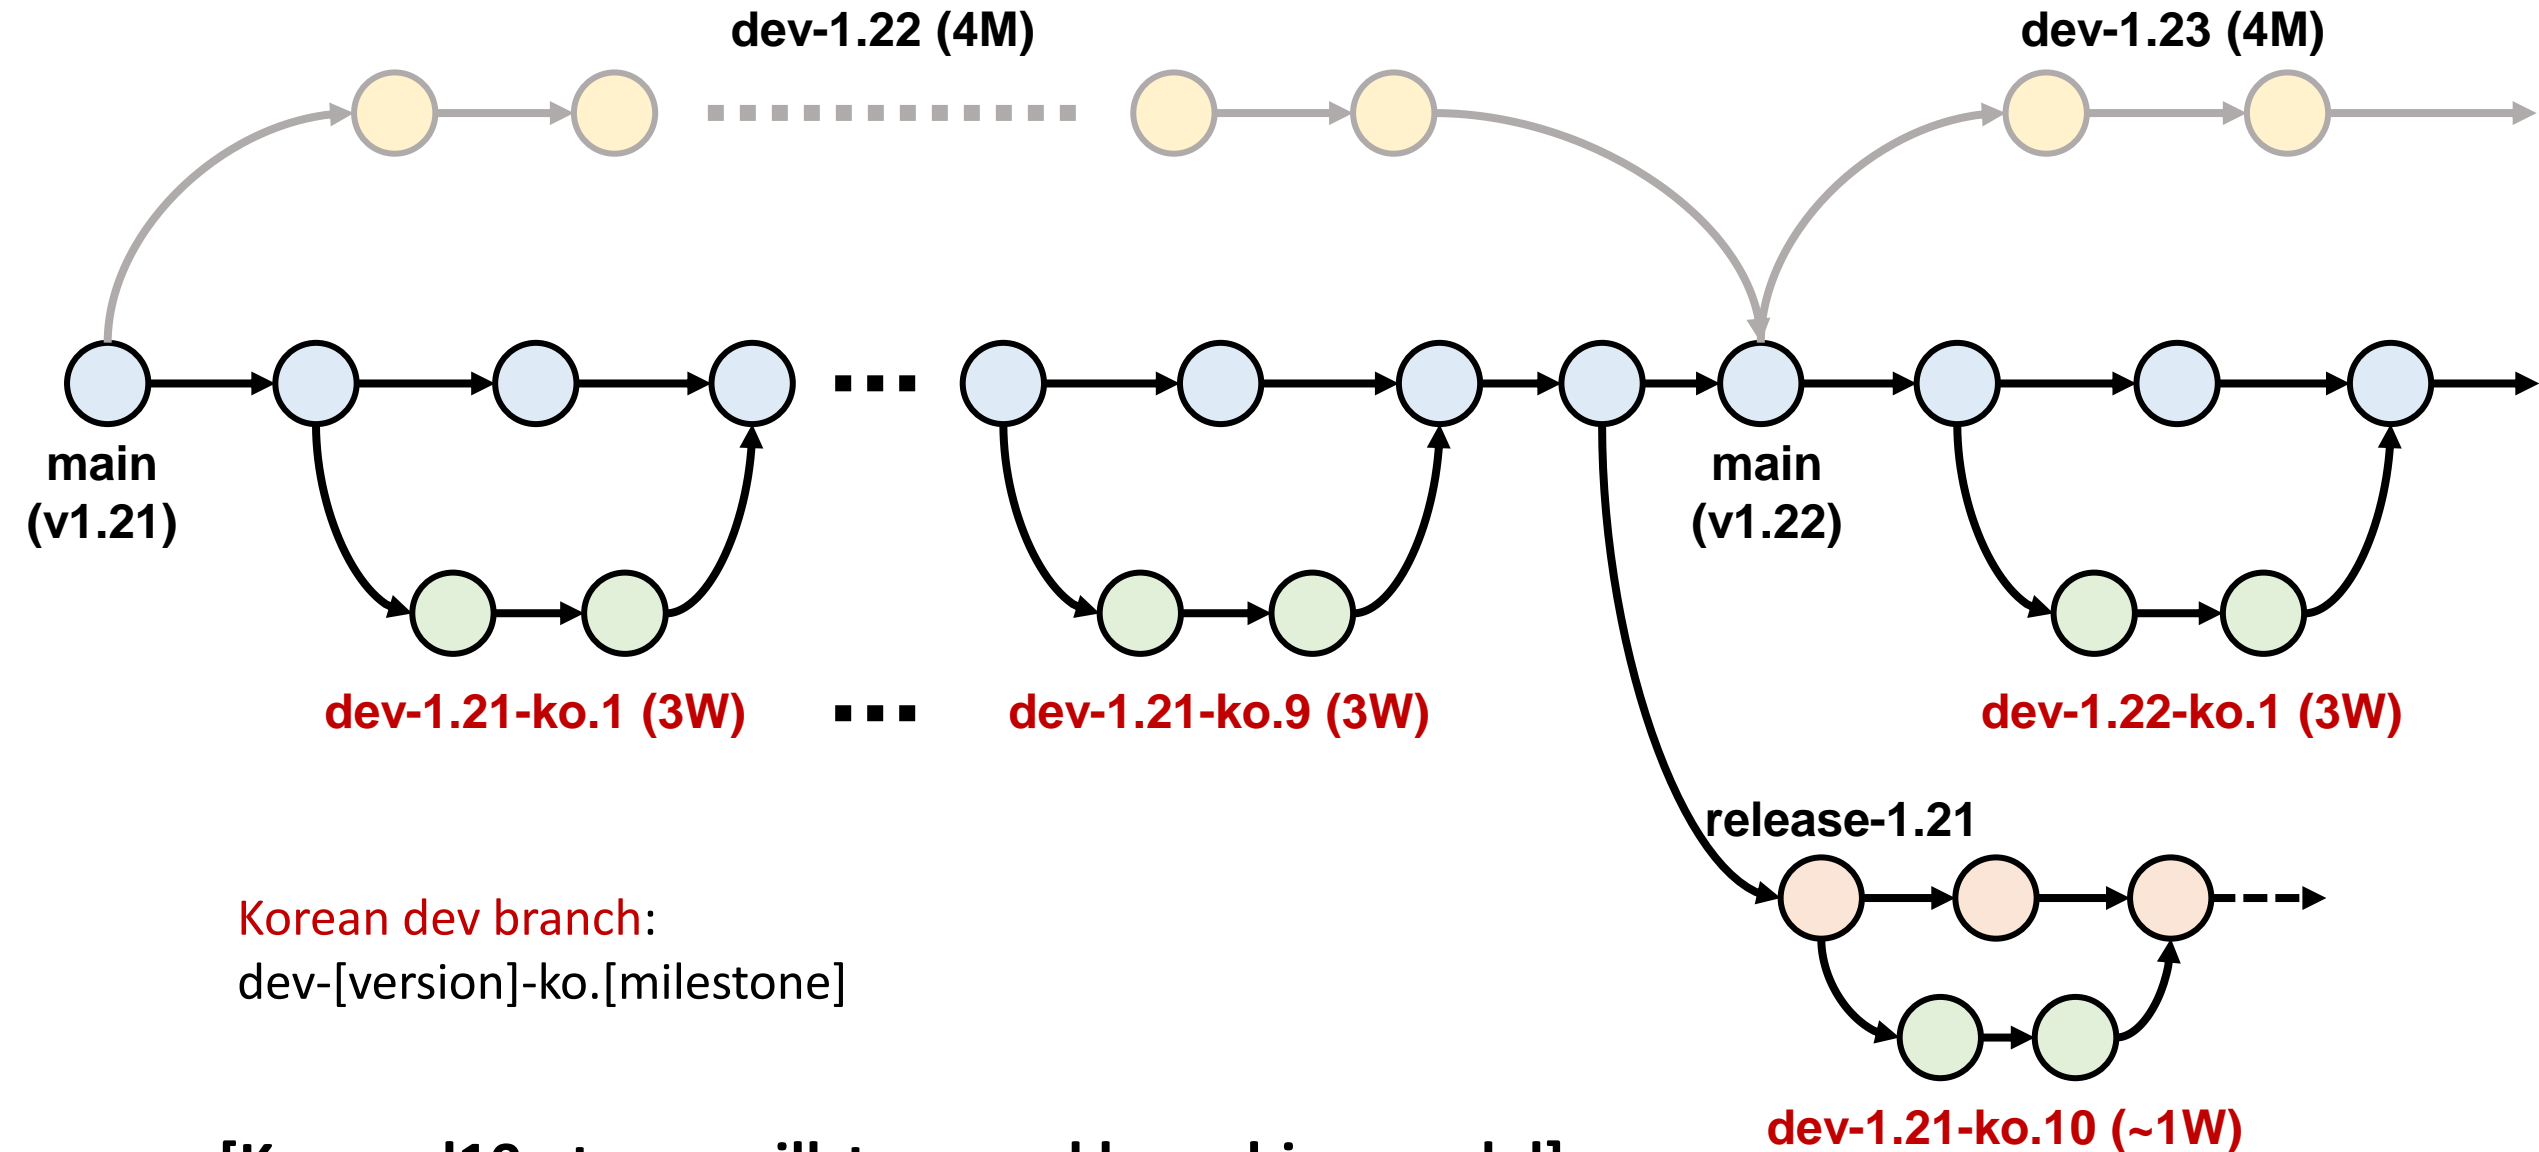 dev-1.22 (4M)
dev-1.23 (4M)
main
(v1.21)
main
(v1.22)
dev-1.21-ko.1 (3W)
...
dev-1.21-ko.9 (3W)
dev-1.22-ko.1 (3W)
release-1.21
Korean dev branch:
dev-[version]-ko.[milestone]
dev-1.21-ko.10 (~1W)